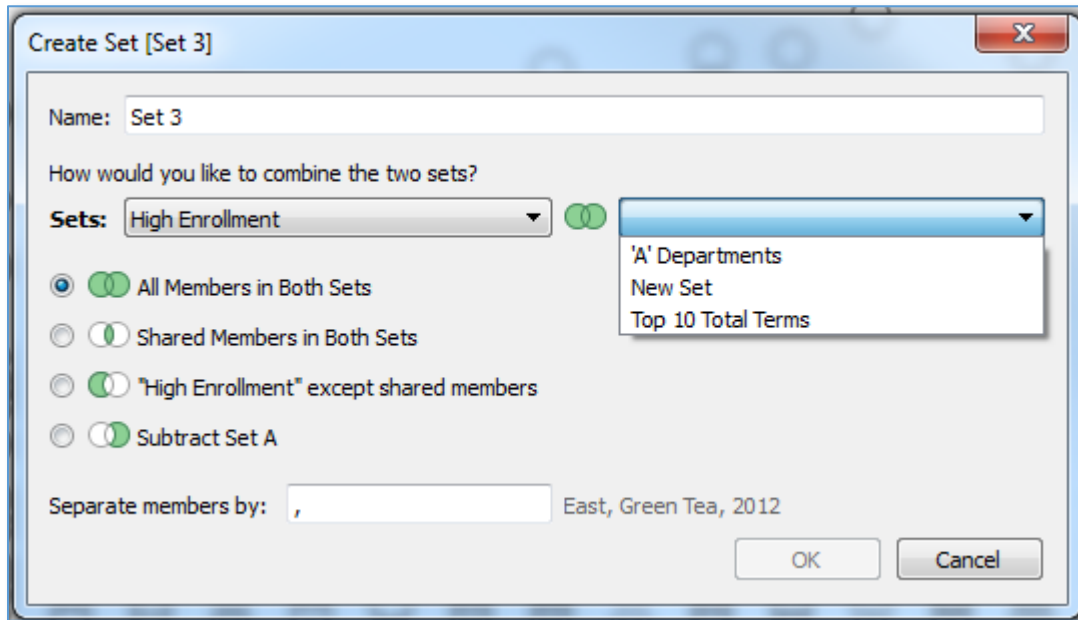 Create Set [Set 3]
X
Name: Set 3
How would you like to combine the two sets?
Sets: High Enrollment
'A' Departments
New Set
Top 10 Total Terms
All Members in Both Sets
Shared Members in Both Sets
"High Enrollment" except shared members
Subtract Set A
Separate members by: , East, Green Tea, 2012
OK Cancel